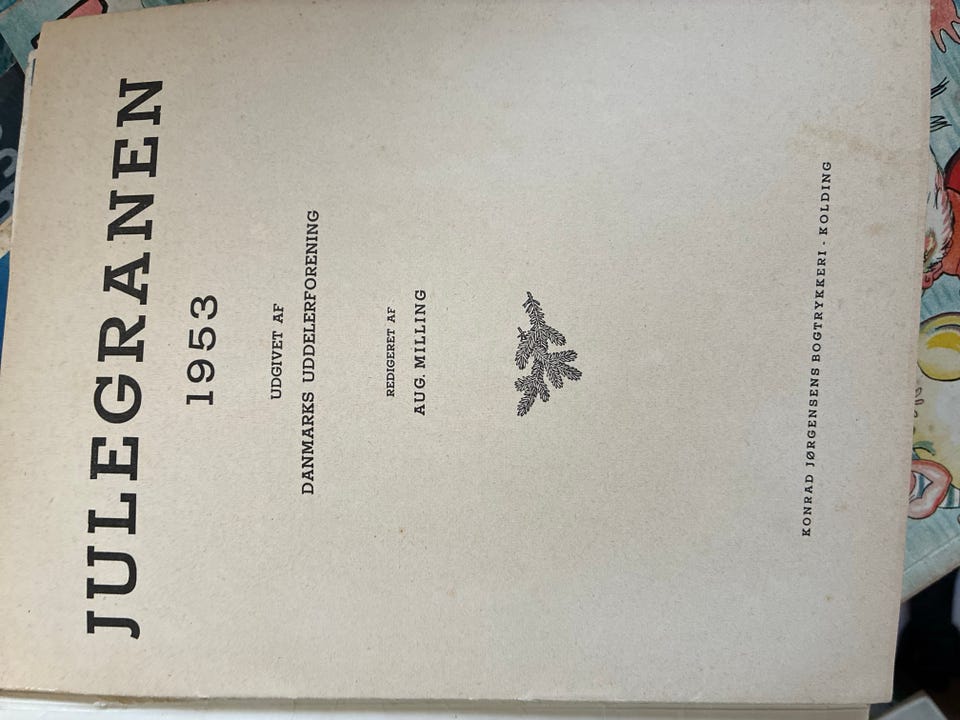 JULEGRANEN
1953
UDGIVET AF
DANMARKS UDDELERFORENING
REDIGERET AF
AUG. MILLING
KONRAD JØRGENSENS BOGTRYKKERI - KOLDING